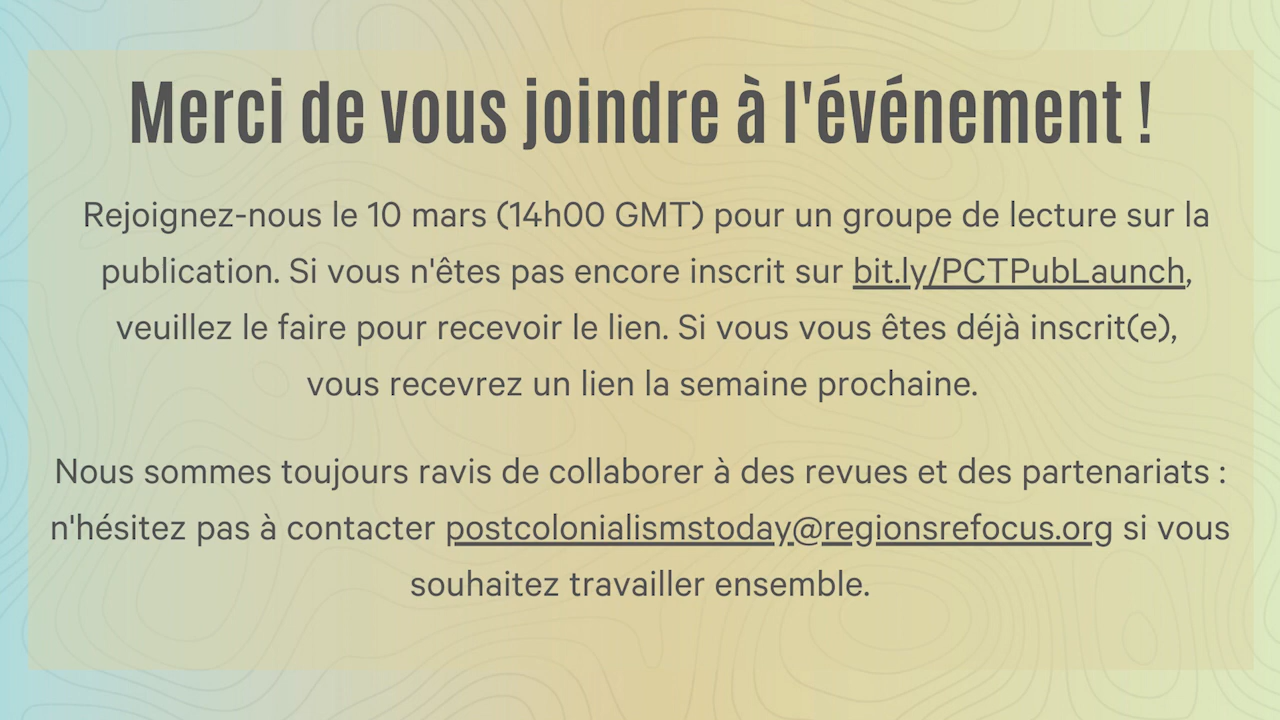 Merci de vous joindre à l'événement !
Rejoignez-nous le 10 mars (14h00 GMT) pour un groupe de lecture sur la
publication. Si vous n'êtes pas encore inscrit sur bit.ly/PCTPubLaunch,
veuillez le faire pour recevoir le lien. Si vous vous êtes déjà inscrit(e),
vous recevrez un lien la semaine prochaine.
Nous sommes toujours ravis de collaborer à des revues et des partenariats :
n'hésitez pas à contacter postcolonialismstoday@regionsrefocus.org si vous
souhaitez travailler ensemble.